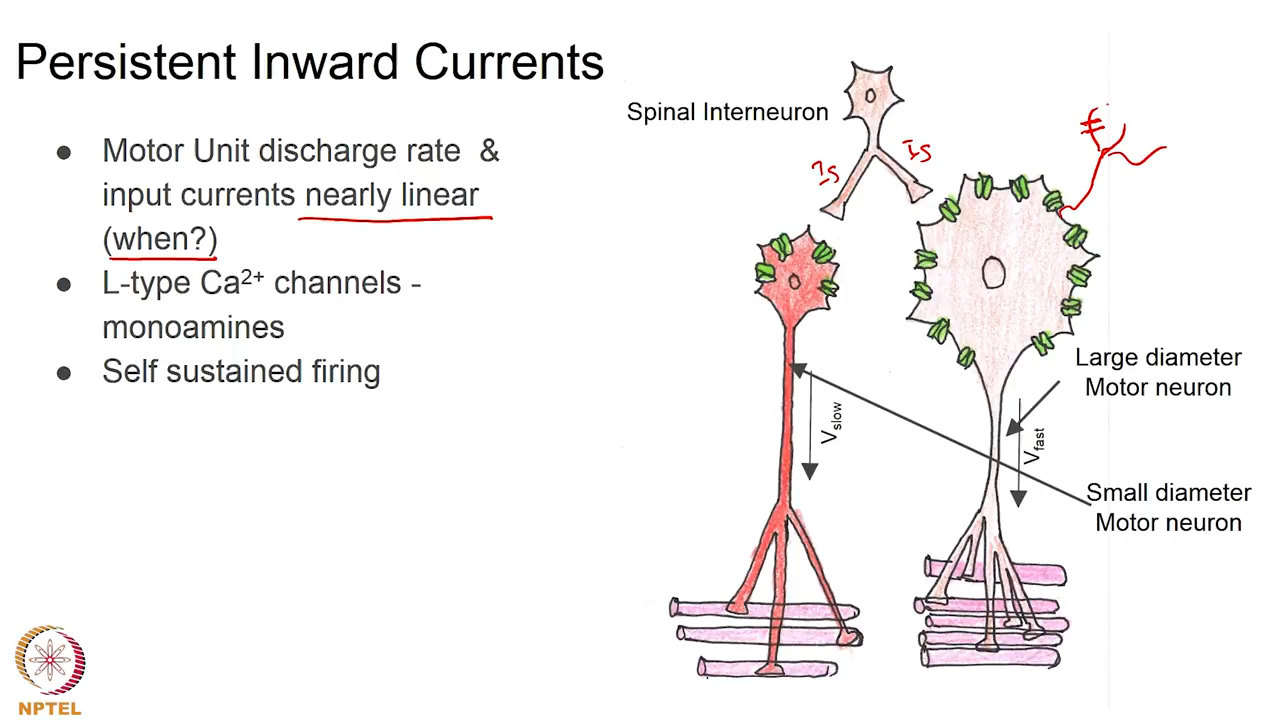 Persistent Inward Currents
● Motor Unit discharge rate &
input currents nearly linear
(when?)
● L-type Ca²⁺ channels -
monoamines
● Self sustained firing
Spinal Interneuron
Is
Is
Large diameter
Motor neuron
Small diameter
Motor neuron
Vslow
Vfast
NPTEL